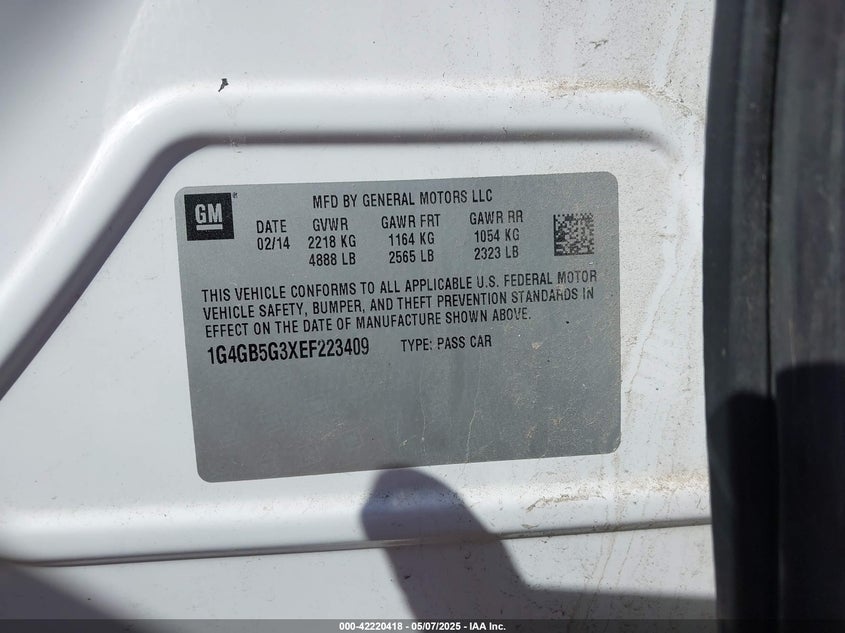 GM
MFD BY GENERAL MOTORS LLC
DATE GVWR GAWR FRT GAWR RR
02/14 2218 KG 1164 KG 1054 KG
4888 LB 2565 LB 2323 LB
THIS VEHICLE CONFORMS TO ALL APPLICABLE U.S. FEDERAL MOTOR
VEHICLE SAFETY, BUMPER, AND THEFT PREVENTION STANDARDS IN
EFFECT ON THE DATE OF MANUFACTURE SHOWN ABOVE.
1G4GB5G3XEF223409 TYPE: PASS CAR
000-42220418 - 05/07/2025 - IAA Inc.